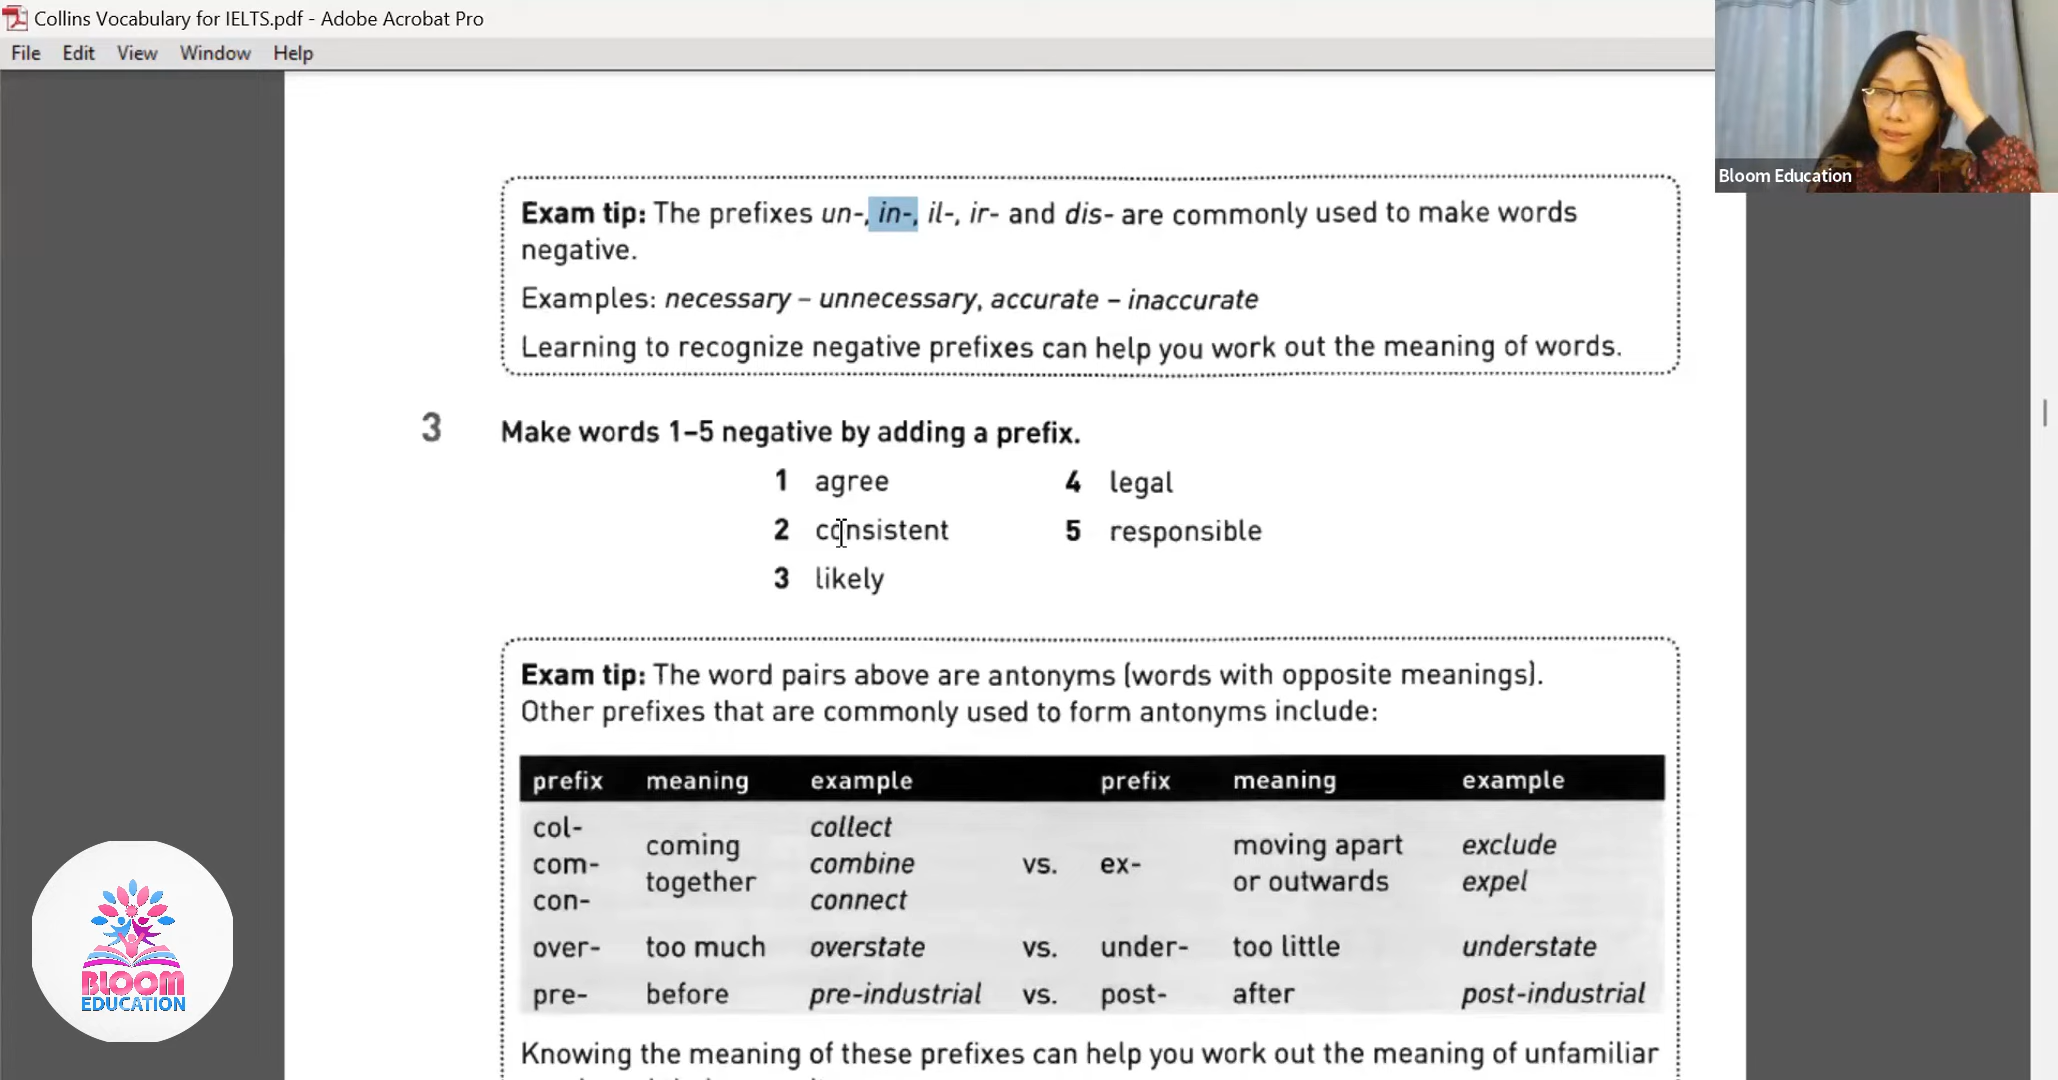 Collins Vocabulary for IELTS.pdf - Adobe Acrobat Pro
File Edit View Window Help
Bloom Education
Exam tip: The prefixes un-, in-, il-, ir- and dis- are commonly used to make words
negative.
Examples: necessary – unnecessary, accurate – inaccurate
Learning to recognize negative prefixes can help you work out the meaning of words.
3 Make words 1–5 negative by adding a prefix.
1 agree 4 legal
2 consistent 5 responsible
3 likely
Exam tip: The word pairs above are antonyms (words with opposite meanings).
Other prefixes that are commonly used to form antonyms include:
prefix meaning example prefix meaning example
col- collect
coming moving apart exclude
com- combine vs. ex-
together or outwards expel
con- connect
over- too much overstate vs. under- too little understate
pre- before pre-industrial vs. post- after post-industrial
Knowing the meaning of these prefixes can help you work out the meaning of unfamiliar
BLOOM
EDUCATION